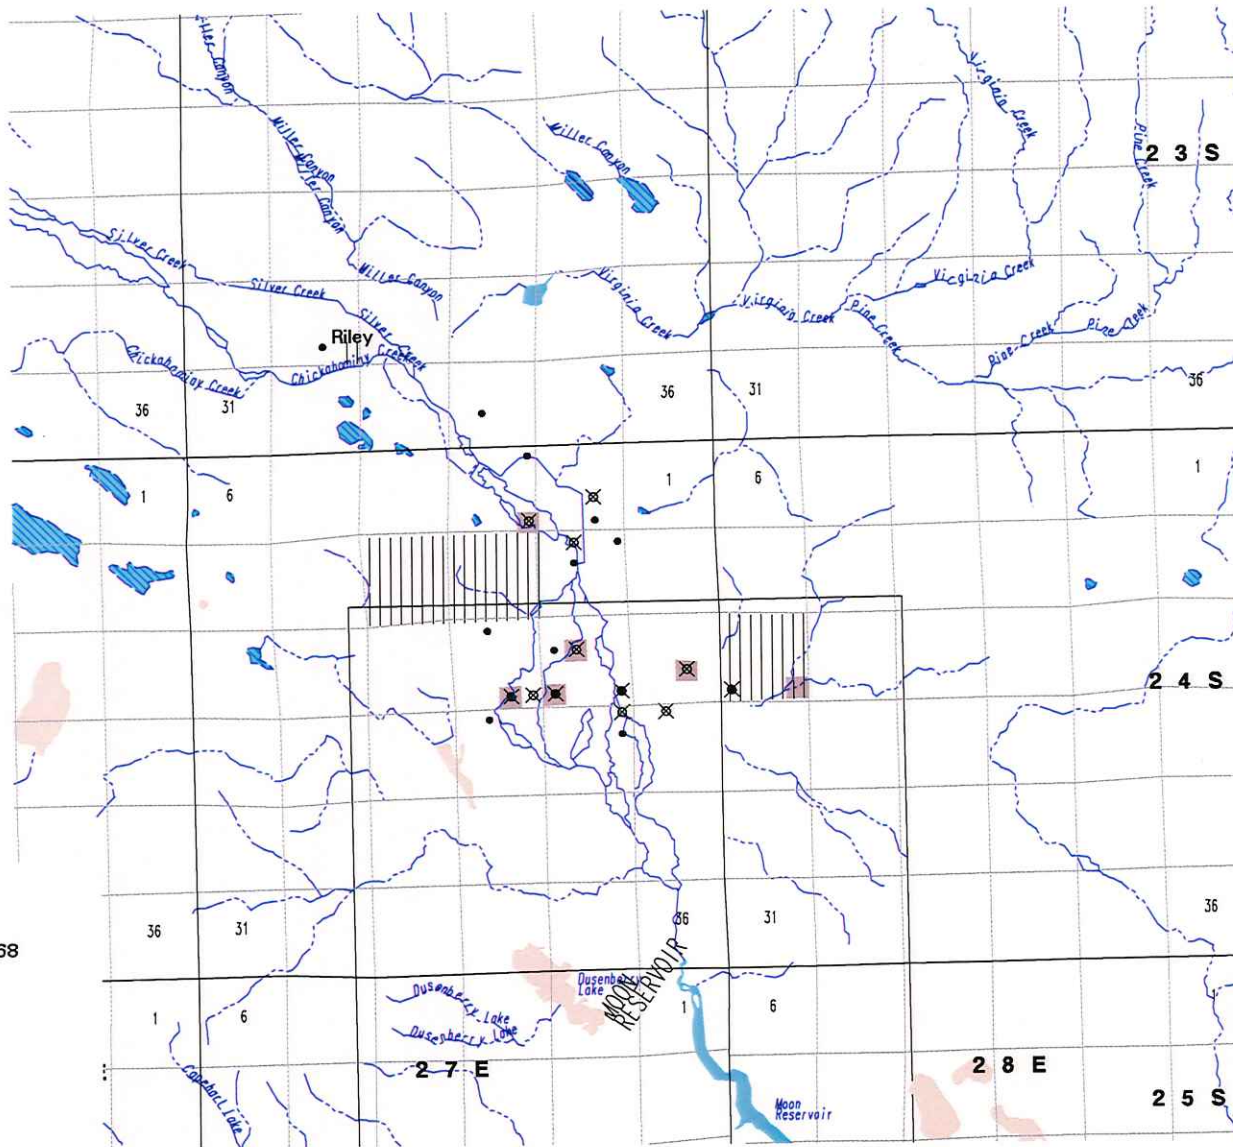 Miller Canyon
Miller Canyon
Miller Canyon
Miller Canyon
Virginia Creek
Pine Creek
2 3 S
Silver Creek
Silver Creek
Miller Canyon
Virginia Creek
Virginia Creek
Virginia Creek
Silver Creek
Riley
Chickahominy Creek
Chickahominy Creek
Pine Creek
Pine Creek
Pine Creek
36
31
36
31
36
1
6
1
6
1
2 4 S
36
31
36
31
36
68
MOON
RESERVOIR
Dusenberry
Lake
Dusenberry Lake
Dusenberry Lake
1
6
1
6
1
2 7 E
2 8 E
2 5 S
Capehart Lake
Moon
Reservoir